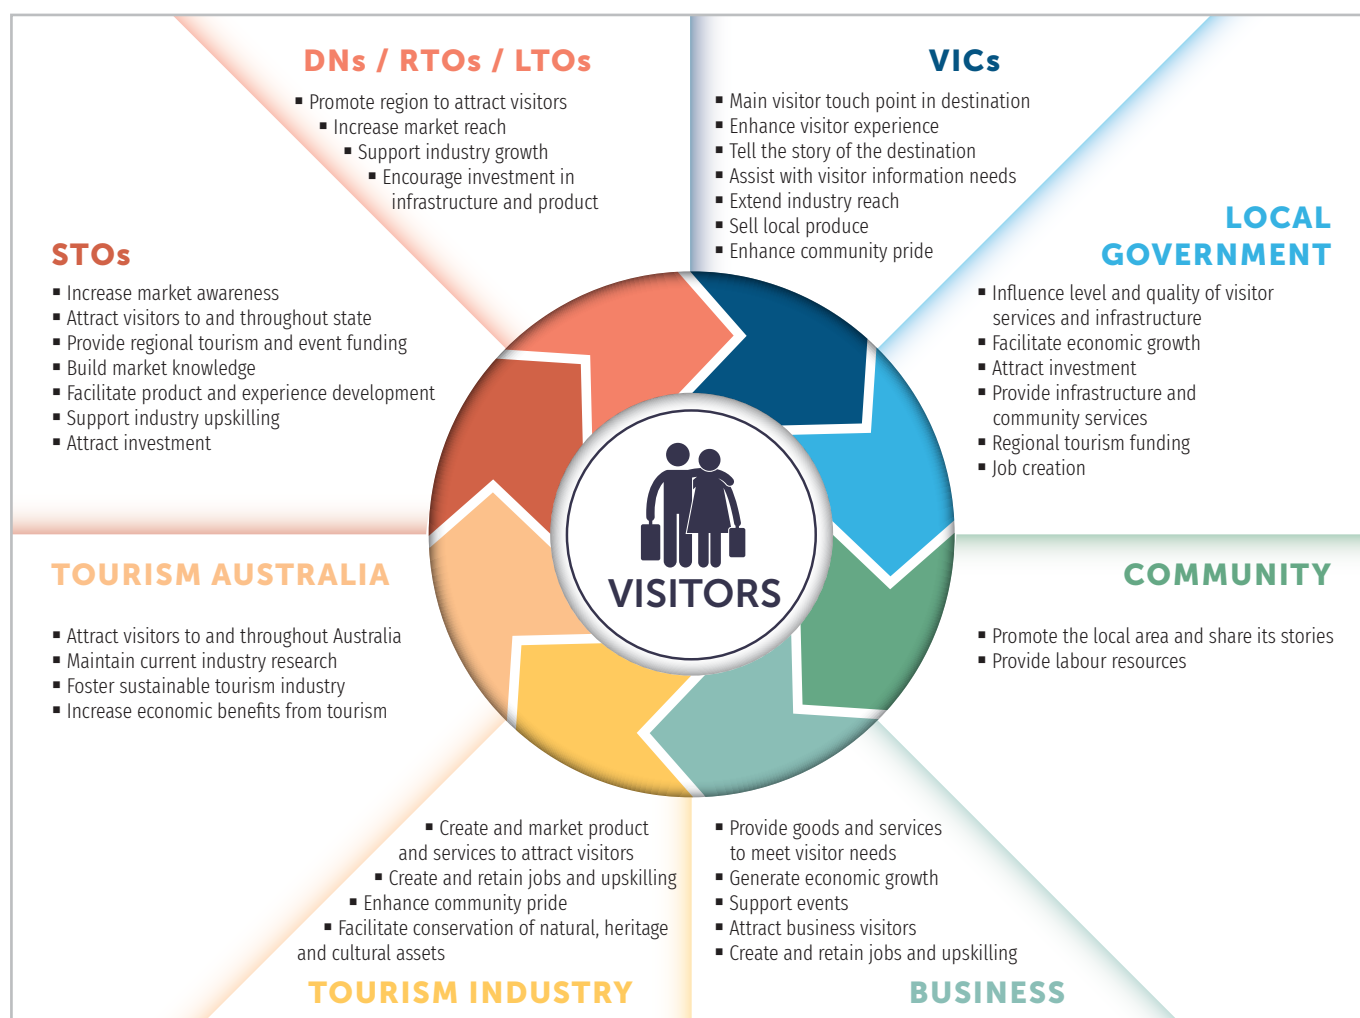 DNs / RTOs / LTOs
▪ Promote region to attract visitors
▪ Increase market reach
▪ Support industry growth
▪ Encourage investment in
infrastructure and product
VICs
▪ Main visitor touch point in destination
▪ Enhance visitor experience
▪ Tell the story of the destination
▪ Assist with visitor information needs
▪ Extend industry reach
▪ Sell local produce
▪ Enhance community pride
LOCAL
GOVERNMENT
▪ Influence level and quality of visitor
services and infrastructure
▪ Facilitate economic growth
▪ Attract investment
▪ Provide infrastructure and
community services
▪ Regional tourism funding
▪ Job creation
STOs
▪ Increase market awareness
▪ Attract visitors to and throughout state
▪ Provide regional tourism and event funding
▪ Build market knowledge
▪ Facilitate product and experience development
▪ Support industry upskilling
▪ Attract investment
VISITORS
TOURISM AUSTRALIA
▪ Attract visitors to and throughout Australia
▪ Maintain current industry research
▪ Foster sustainable tourism industry
▪ Increase economic benefits from tourism
COMMUNITY
▪ Promote the local area and share its stories
▪ Provide labour resources
▪ Create and market product
and services to attract visitors
▪ Create and retain jobs and upskilling
▪ Enhance community pride
▪ Facilitate conservation of natural, heritage
and cultural assets
TOURISM INDUSTRY
▪ Provide goods and services
to meet visitor needs
▪ Generate economic growth
▪ Support events
▪ Attract business visitors
▪ Create and retain jobs and upskilling
BUSINESS